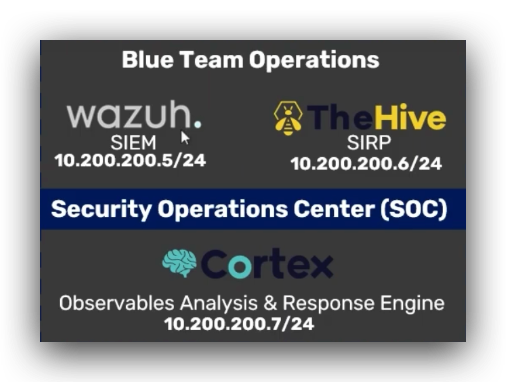 Blue Team Operations
wazuh. TheHive
SIEM SIRP
10.200.200.5/24 10.200.200.6/24
Security Operations Center (SOC)
Cortex
Observables Analysis & Response Engine
10.200.200.7/24